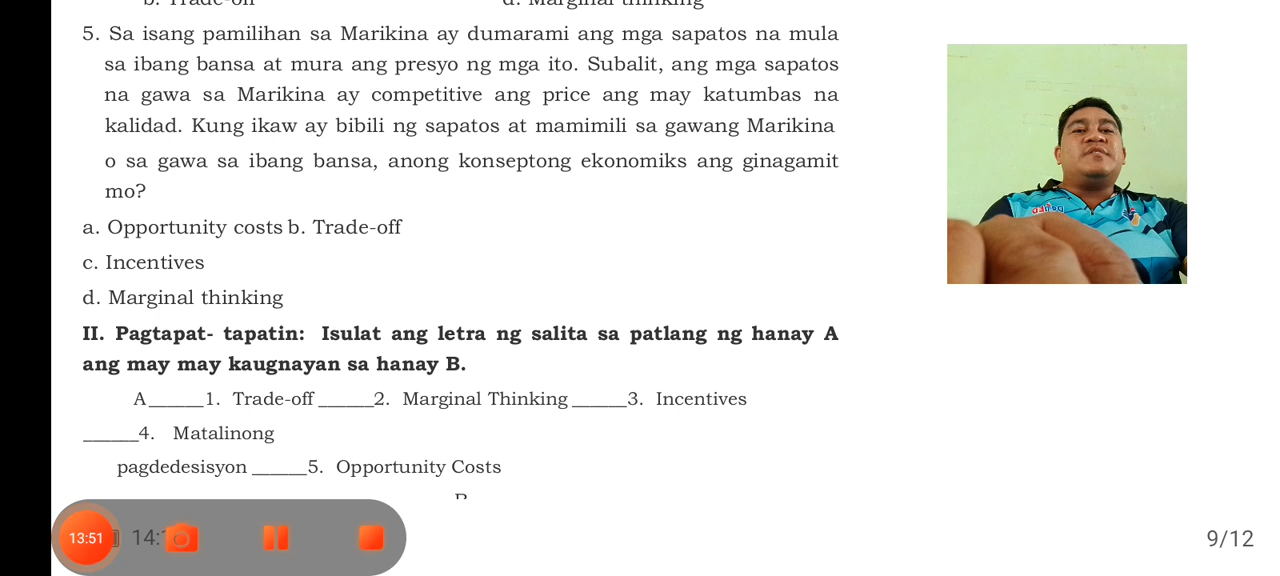 b. Trade-off d. Marginal thinking
5. Sa isang pamilihan sa Marikina ay dumarami ang mga sapatos na mula
sa ibang bansa at mura ang presyo ng mga ito. Subalit, ang mga sapatos
na gawa sa Marikina ay competitive ang price ang may katumbas na
kalidad. Kung ikaw ay bibili ng sapatos at mamimili sa gawang Marikina
o sa gawa sa ibang bansa, anong konseptong ekonomiks ang ginagamit
mo?
a. Opportunity costs b. Trade-off
c. Incentives
d. Marginal thinking
II. Pagtapat- tapatin: Isulat ang letra ng salita sa patlang ng hanay A
ang may may kaugnayan sa hanay B.
A______1. Trade-off ______2. Marginal Thinking ______3. Incentives
______4. Matalinong
pagdedesisyon ______5. Opportunity Costs
B
13:51
14:
9/12